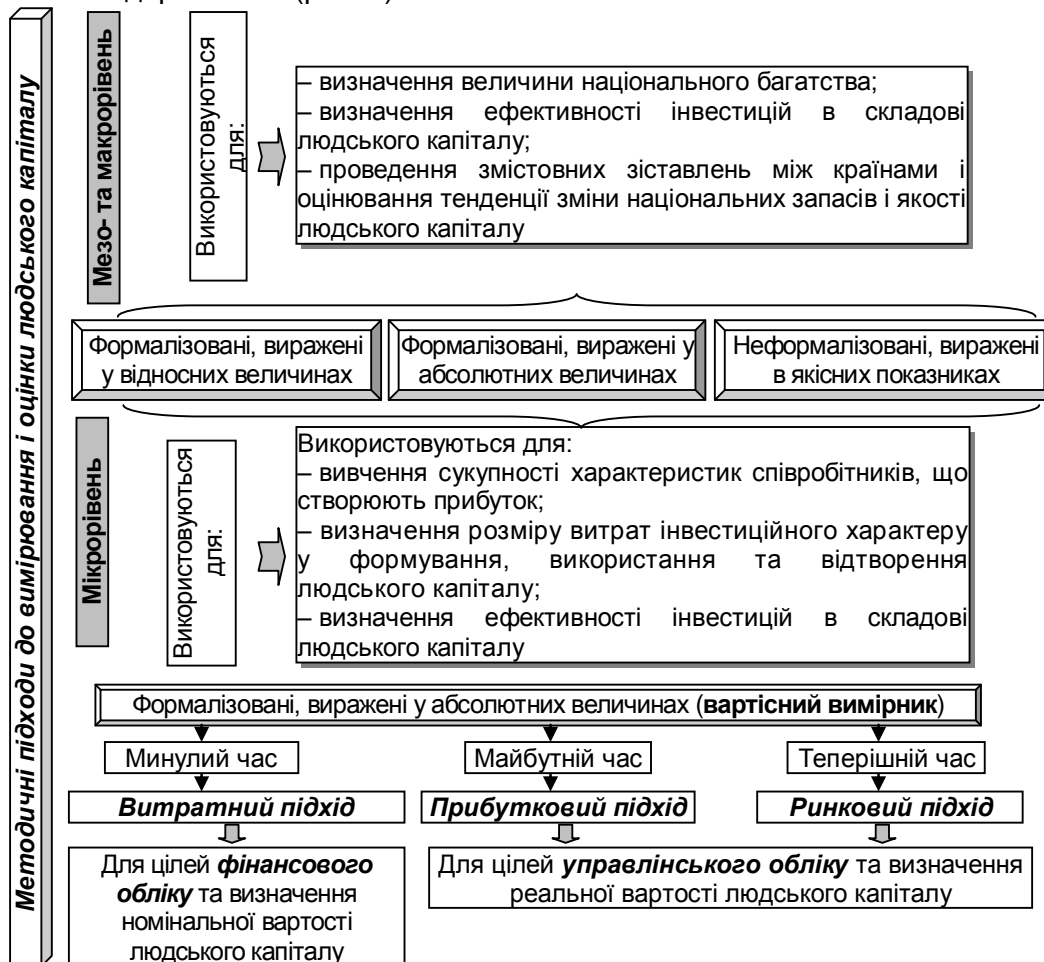 Методичні підходи до вимірювання і оцінки людського капіталу
Мезо- та макрорівень
Використовуються
для:
– визначення величини національного багатства;
– визначення ефективності інвестицій в складові
людського капіталу;
– проведення змістовних зіставлень між країнами і
оцінювання тенденції зміни національних запасів і якості
людського капіталу
Формалізовані, виражені
у відносних величинах
Формалізовані, виражені у
абсолютних величинах
Неформалізовані, виражені
в якісних показниках
Мікрорівень
Використовуються
для:
Використовуються для:
– вивчення сукупності характеристик співробітників, що
створюють прибуток;
– визначення розміру витрат інвестиційного характеру
у формування, використання та відтворення
людського капіталу;
– визначення ефективності інвестицій в складові
людського капіталу
Формалізовані, виражені у абсолютних величинах (вартісний вимірник)
Минулий час
Майбутній час
Теперішній час
Витратний підхід
Прибутковий підхід
Ринковий підхід
Для цілей фінансового
обліку та визначення
номінальної вартості
людського капіталу
Для цілей управлінського обліку та визначення
реальної вартості людського капіталу